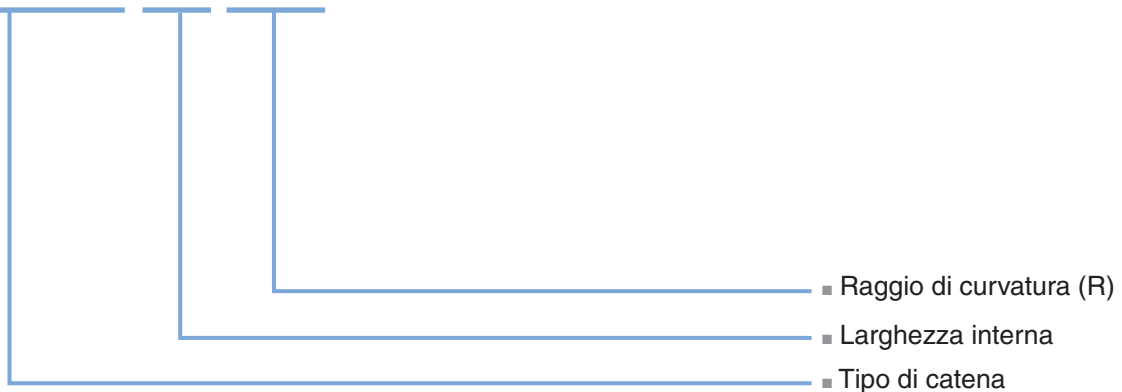 Raggio di curvatura (R)
Larghezza interna
Tipo di catena